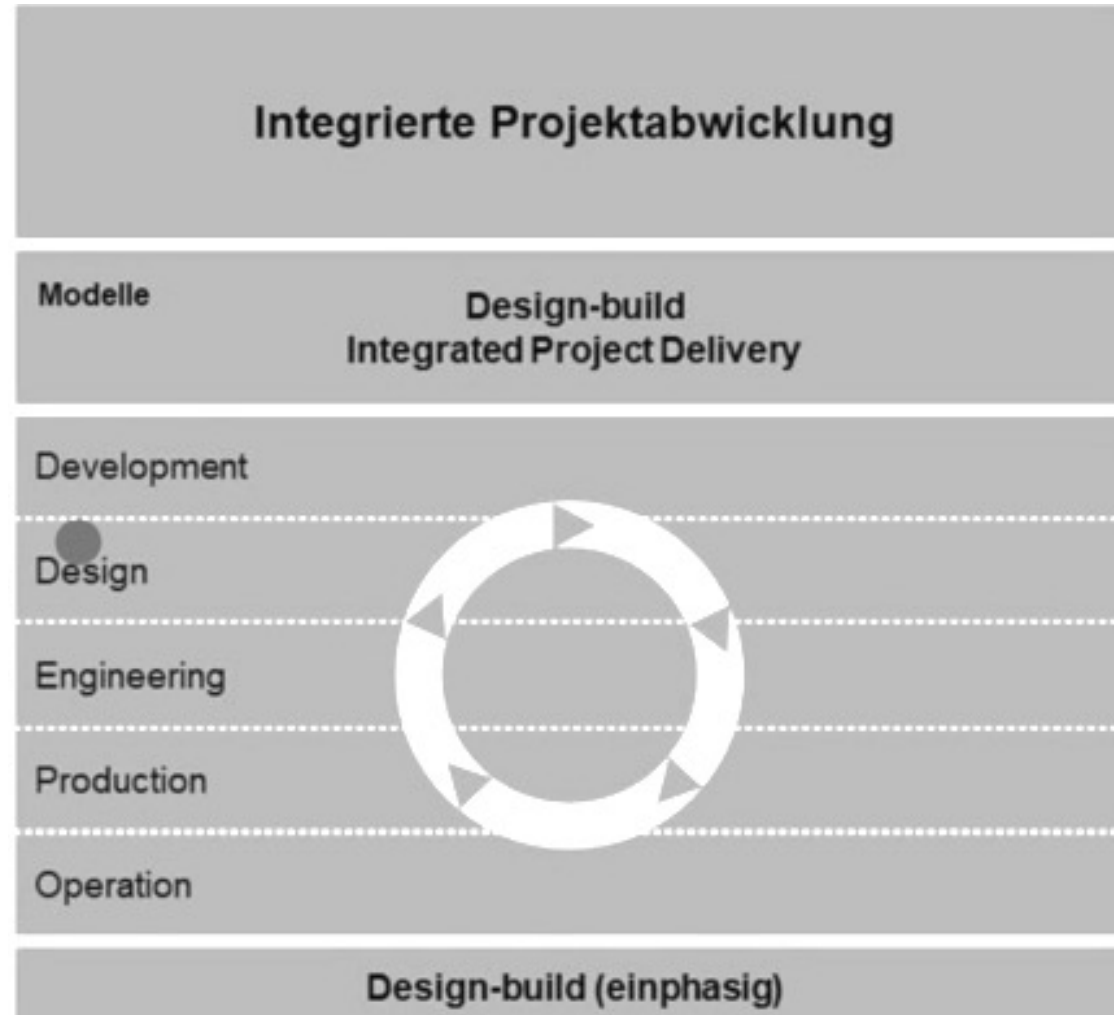 Integrierte Projektabwicklung
Modelle
Design-build
Integrated Project Delivery
Development
Design
Engineering
Production
Operation
Design-build (einphasig)